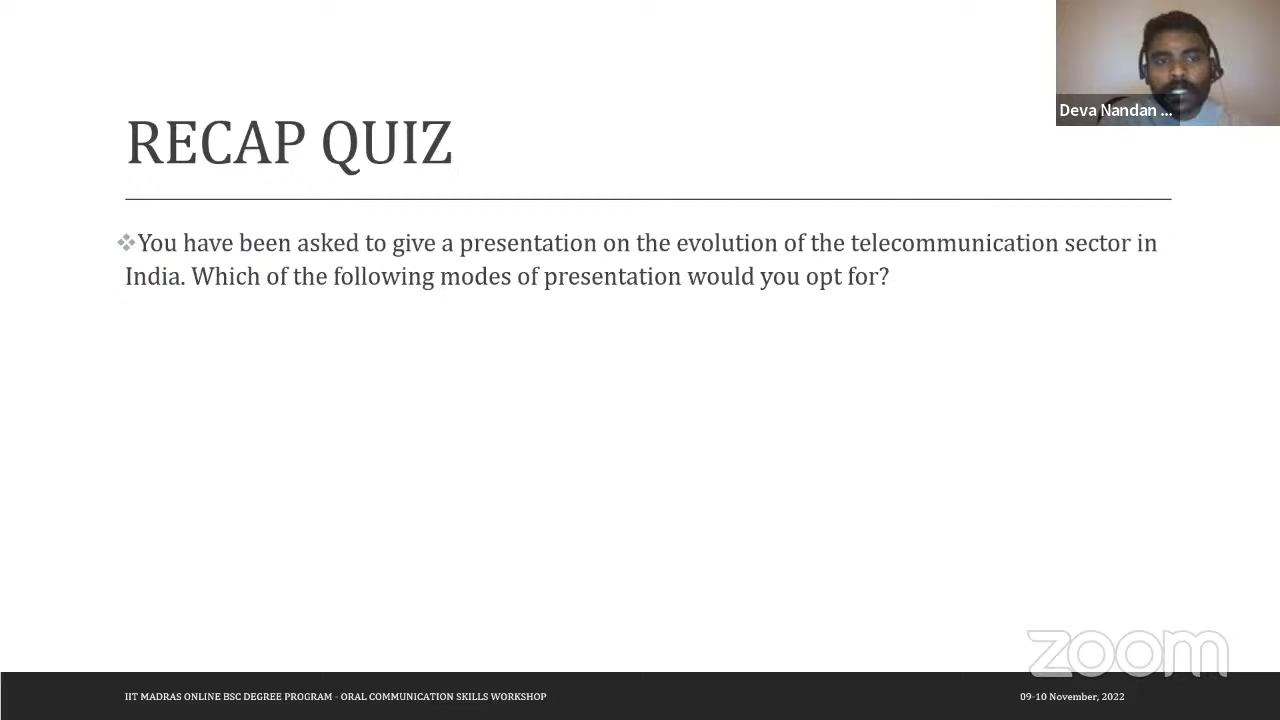 Deva Nandan ...
RECAP QUIZ
❖You have been asked to give a presentation on the evolution of the telecommunication sector in
India. Which of the following modes of presentation would you opt for?
zoom
IIT MADRAS ONLINE BSC DEGREE PROGRAM - ORAL COMMUNICATION SKILLS WORKSHOP
09-10 November, 2022